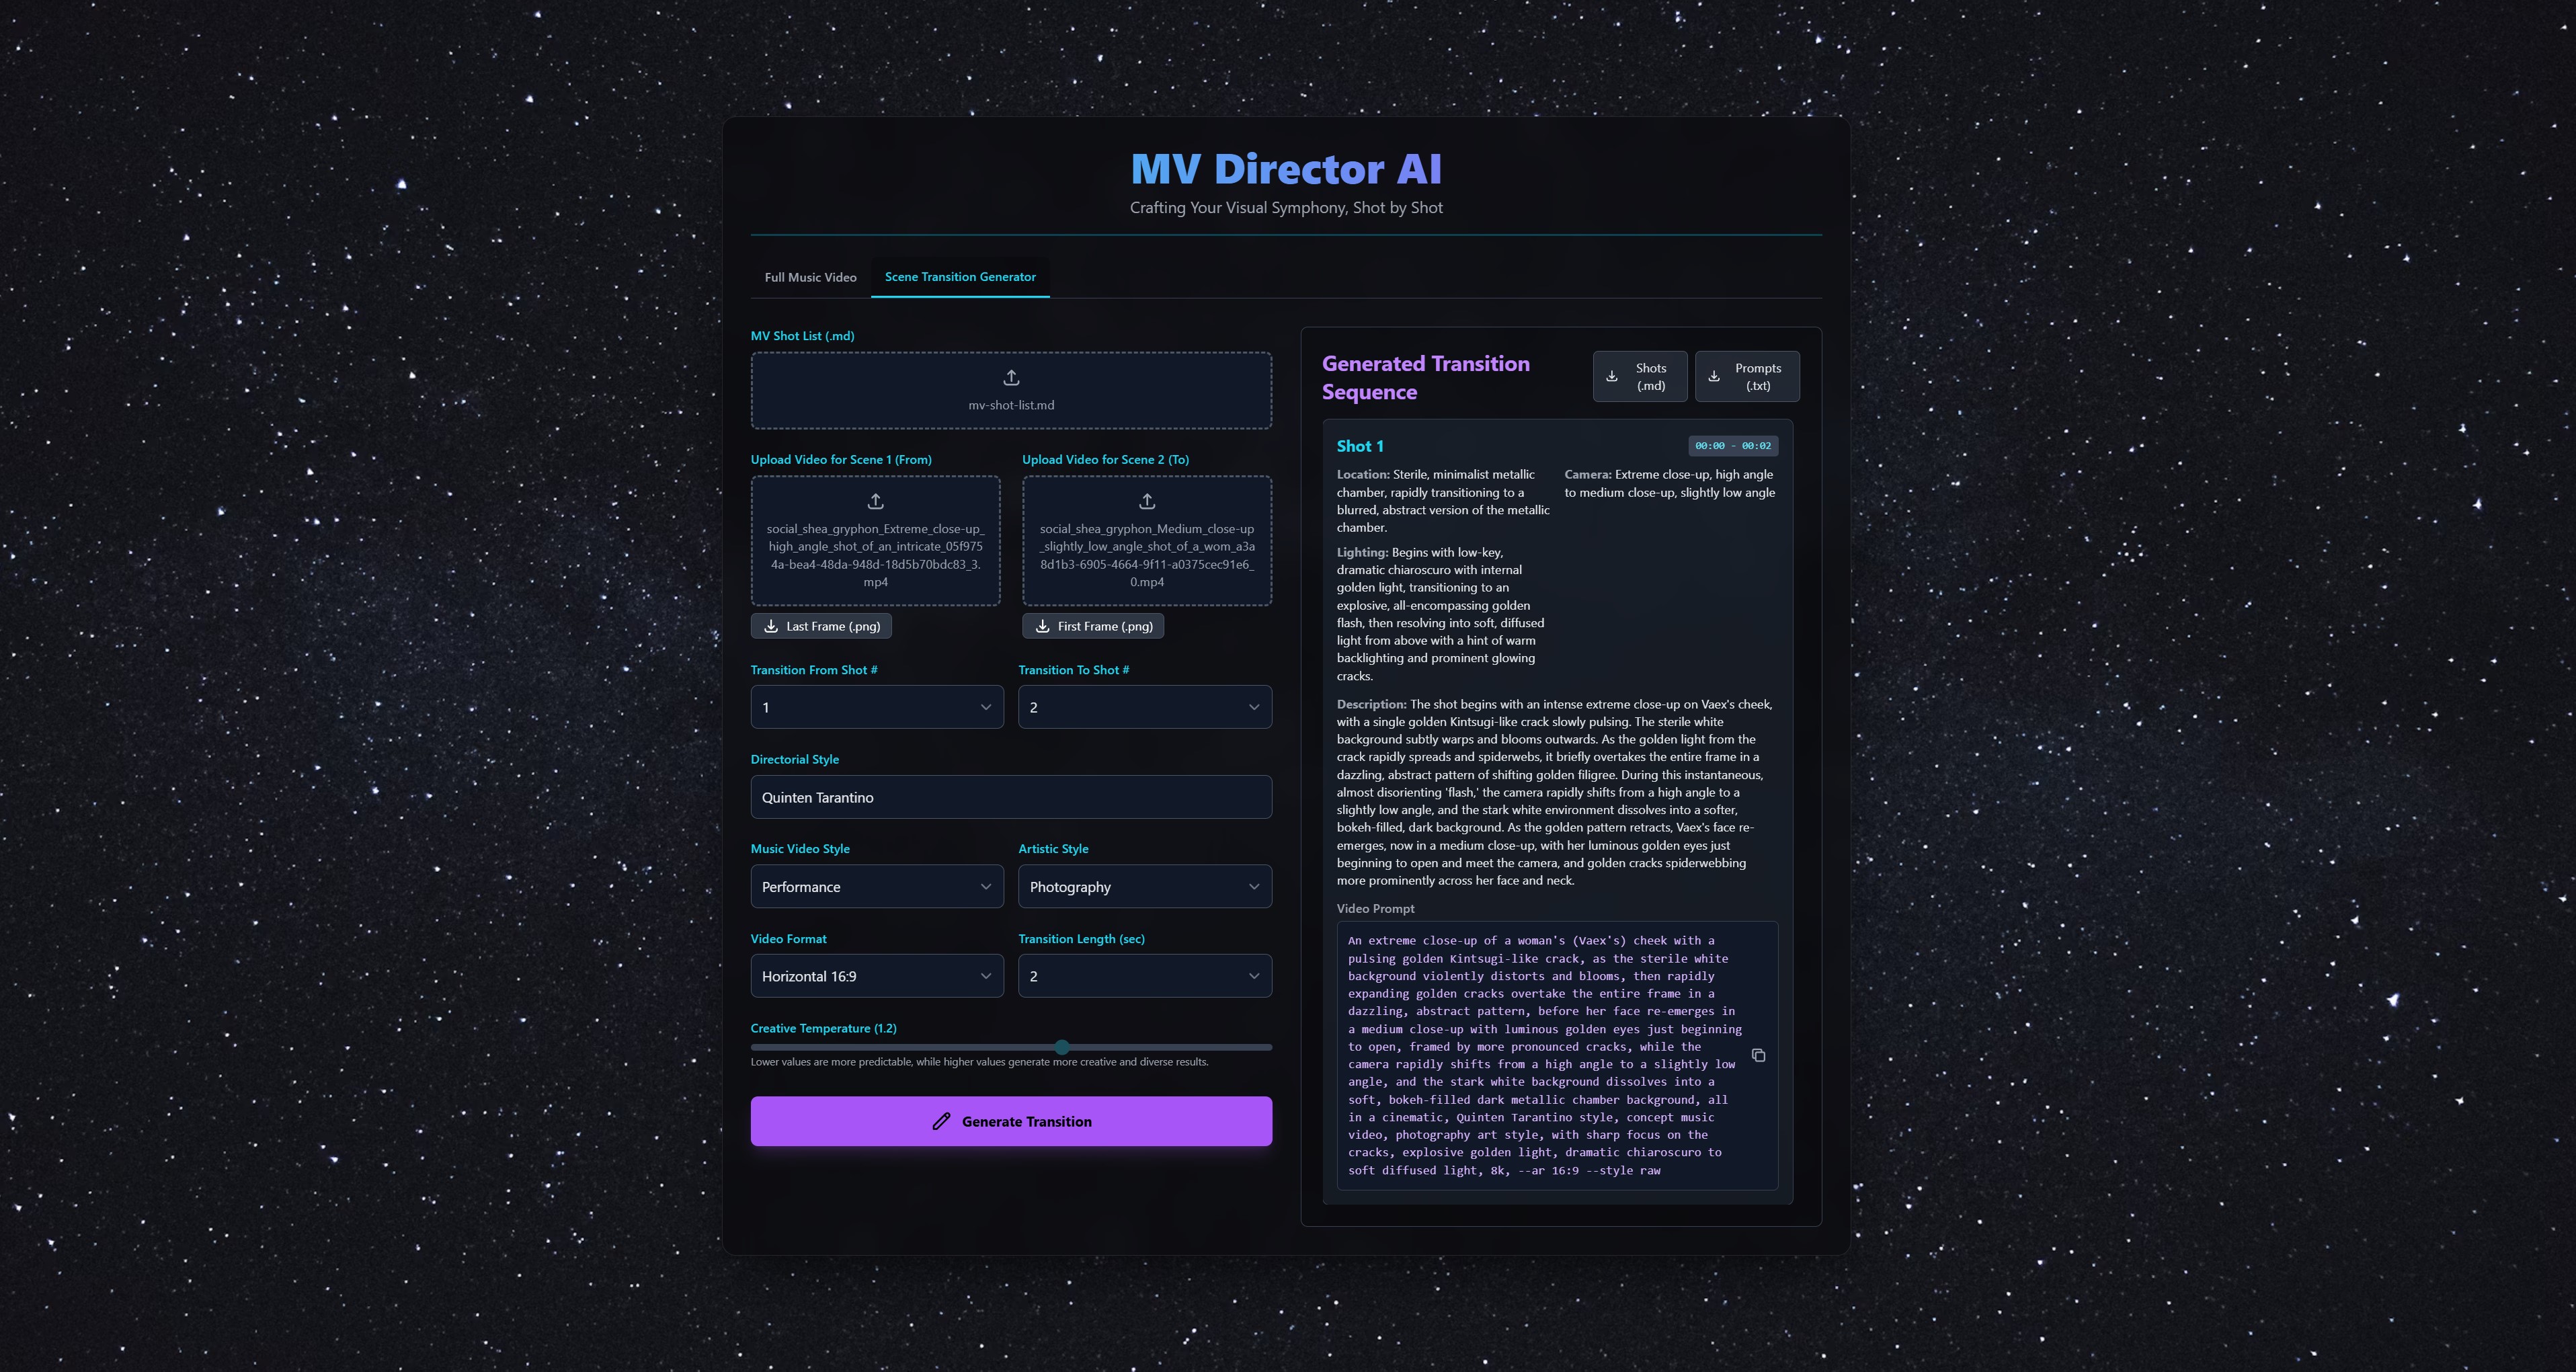 MV Director AI
Crafting Your Visual Symphony, Shot by Shot
Full Music Video
Scene Transition Generator
MV Shot List (.md)
mv-shot-list.md
Upload Video for Scene 1 (From)
social_shea_gryphon_Extreme_close-up_
high_angle_shot_of_an_intricate_05f975
4a-bea4-48da-948d-18d5b70bdc83_3.
mp4
Last Frame (.png)
Upload Video for Scene 2 (To)
social_shea_gryphon_Medium_close-up
_slightly_low_angle_shot_of_a_wom_a3a
8d1b3-6905-4664-9f11-a0375cec91e6_
0.mp4
First Frame (.png)
Transition From Shot #
1
Transition To Shot #
2
Directorial Style
Quinten Tarantino
Music Video Style
Performance
Artistic Style
Photography
Video Format
Horizontal 16:9
Transition Length (sec)
2
Creative Temperature (1.2)
Lower values are more predictable, while higher values generate more creative and diverse results.
Generate Transition
Generated Transition
Sequence
Shots
(.md)
Prompts
(.txt)
Shot 1
00:00 - 00:02
Location: Sterile, minimalist metallic
chamber, rapidly transitioning to a
blurred, abstract version of the metallic
chamber.
Camera: Extreme close-up, high angle
to medium close-up, slightly low angle
Lighting: Begins with low-key,
dramatic chiaroscuro with internal
golden light, transitioning to an
explosive, all-encompassing golden
flash, then resolving into soft, diffused
light from above with a hint of warm
backlighting and prominent glowing
cracks.
Description: The shot begins with an intense extreme close-up on Vaex's cheek,
with a single golden Kintsugi-like crack slowly pulsing. The sterile white
background subtly warps and blooms outwards. As the golden light from the
crack rapidly spreads and spiderwebs, it briefly overtakes the entire frame in a
dazzling, abstract pattern of shifting golden filigree. During this instantaneous,
almost disorienting 'flash,' the camera rapidly shifts from a high angle to a
slightly low angle, and the stark white environment dissolves into a softer,
bokeh-filled, dark background. As the golden pattern retracts, Vaex's face re-
emerges, now in a medium close-up, with her luminous golden eyes just
beginning to open and meet the camera, and golden cracks spiderwebbing
more prominently across her face and neck.
Video Prompt
An extreme close-up of a woman's (Vaex's) cheek with a
pulsing golden Kintsugi-like crack, as the sterile white
background violently distorts and blooms, then rapidly
expanding golden cracks overtake the entire frame in a
dazzling, abstract pattern, before her face re-emerges in
a medium close-up with luminous golden eyes just beginning
to open, framed by more pronounced cracks, while the
camera rapidly shifts from a high angle to a slightly low
angle, and the stark white background dissolves into a
soft, bokeh-filled dark metallic chamber background, all
in a cinematic, Quinten Tarantino style, concept music
video, photography art style, with sharp focus on the
cracks, explosive golden light, dramatic chiaroscuro to
soft diffused light, 8k, --ar 16:9 --style raw